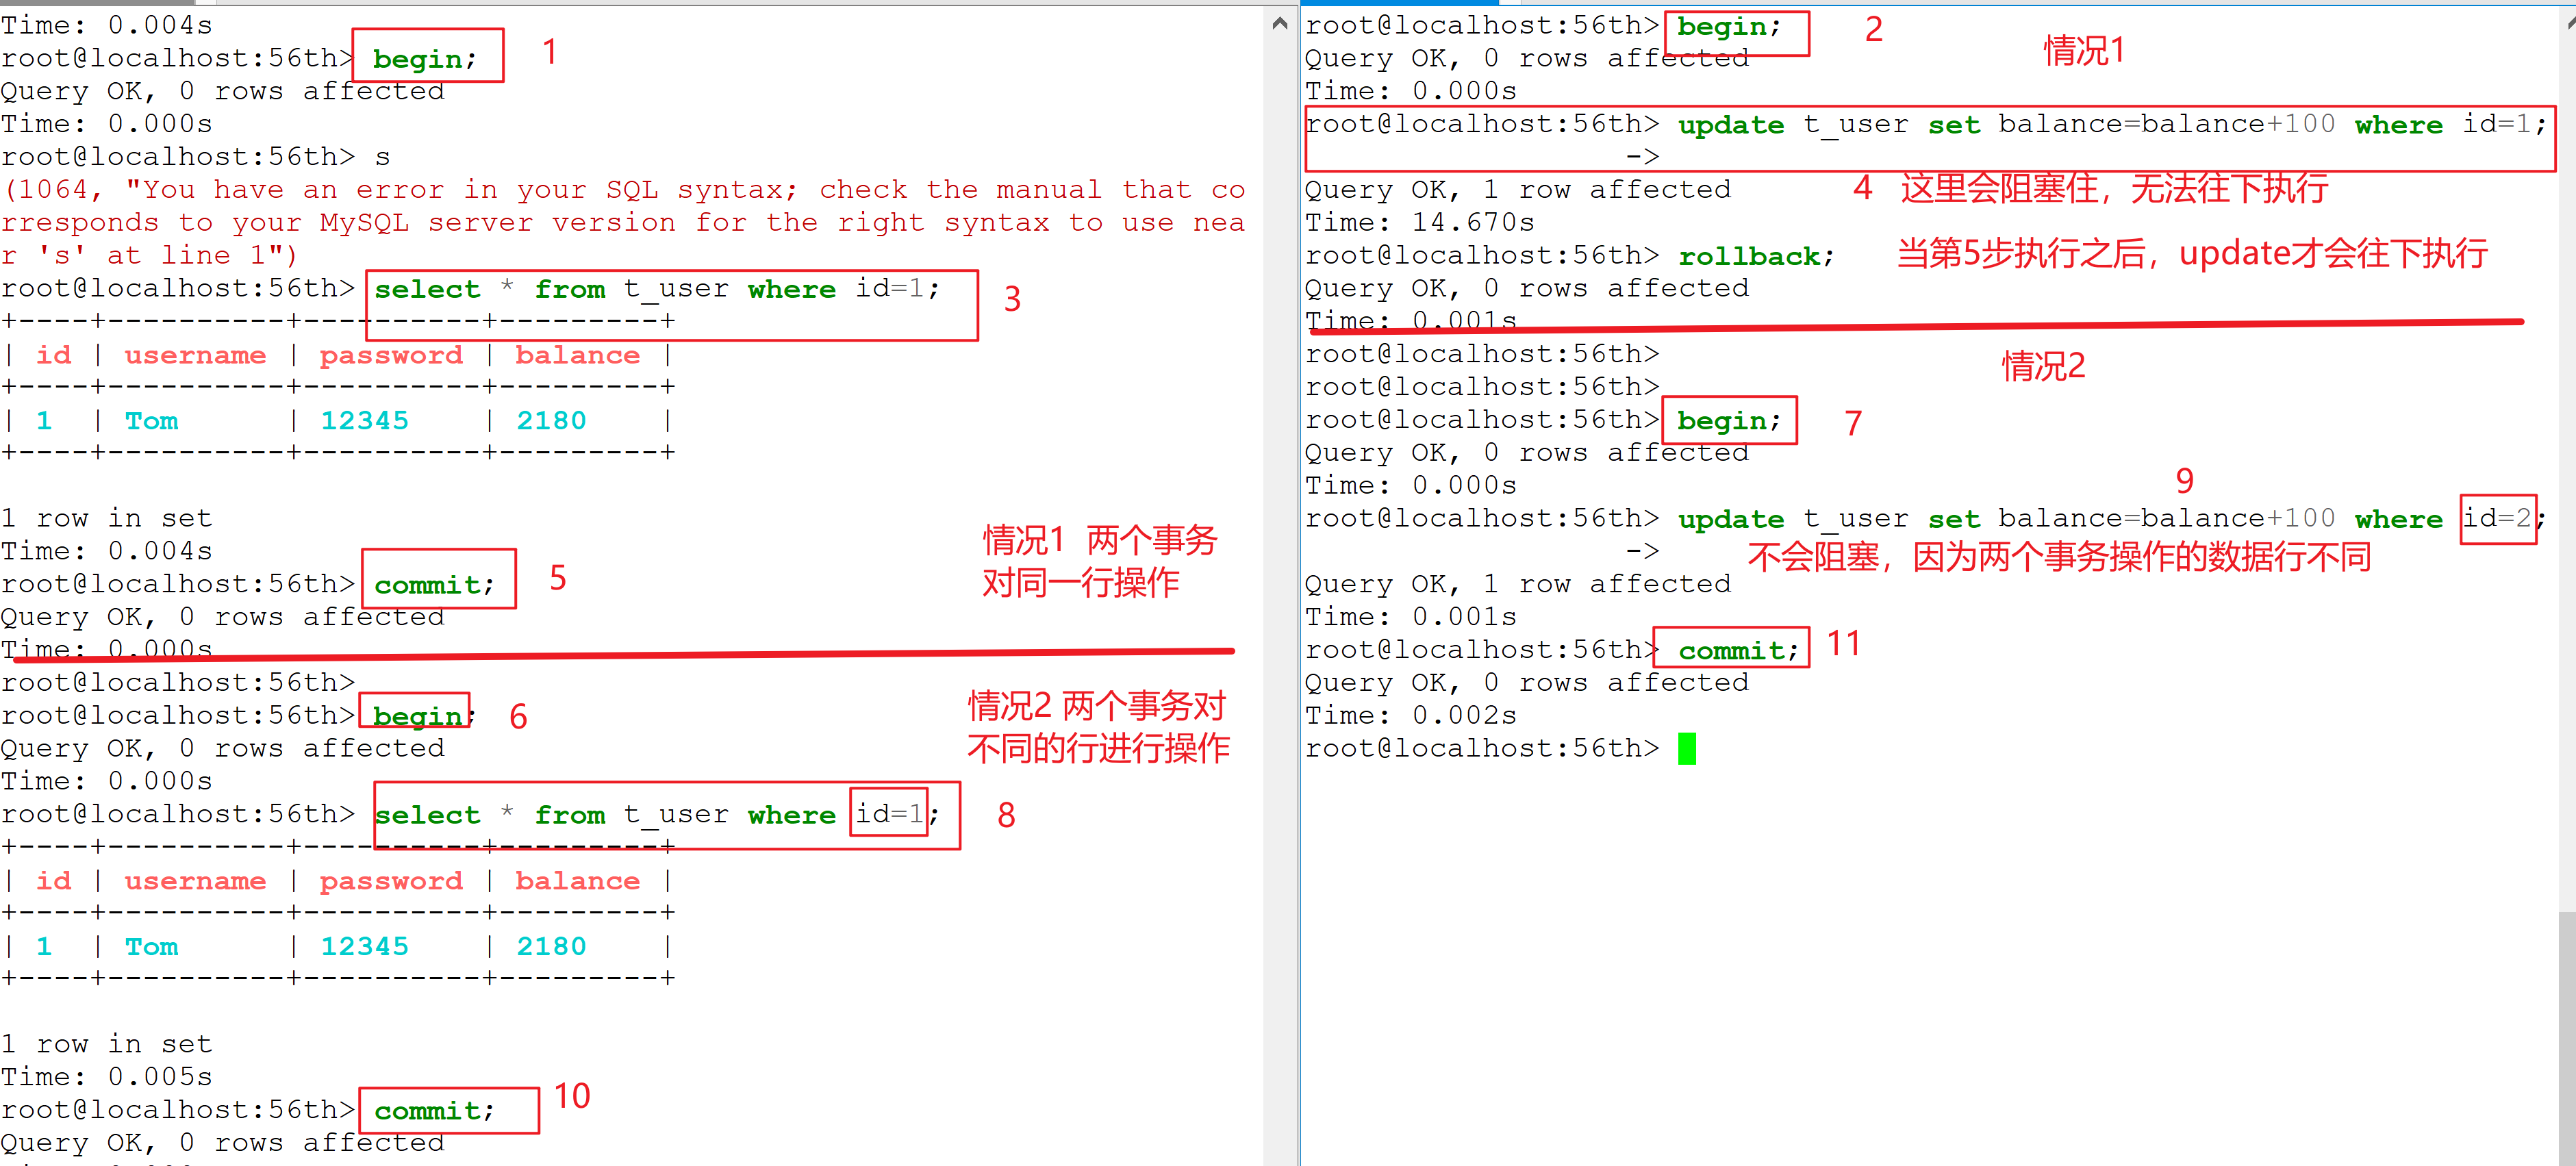 Time: 0.004s
root@localhost:56th> begin; 1
Query OK, 0 rows affected
Time: 0.000s
root@localhost:56th> s
(1064, "You have an error in your SQL syntax; check the manual that co
rresponds to your MySQL server version for the right syntax to use nea
r 's' at line 1")
root@localhost:56th> select * from t_user where id=1; 3
+----+----------+----------+---------+
| id | username | password | balance |
+----+----------+----------+---------+
| 1  | Tom      | 12345    | 2180    |
+----+----------+----------+---------+
1 row in set
Time: 0.004s
情况1 两个事务
对同一行操作
root@localhost:56th> commit; 5
Query OK, 0 rows affected
Time: 0.000s
root@localhost:56th>
root@localhost:56th> begin; 6
情况2 两个事务对
不同的行进行操作
Query OK, 0 rows affected
Time: 0.000s
root@localhost:56th> select * from t_user where id=1; 8
+----+----------+----------+---------+
| id | username | password | balance |
+----+----------+----------+---------+
| 1  | Tom      | 12345    | 2180    |
+----+----------+----------+---------+
1 row in set
Time: 0.005s
root@localhost:56th> commit; 10
Query OK, 0 rows affected
root@localhost:56th> begin; 2
情况1
Query OK, 0 rows affected
Time: 0.000s
root@localhost:56th> update t_user set balance=balance+100 where id=1;
->
Query OK, 1 row affected
4 这里会阻塞住，无法往下执行
Time: 14.670s
root@localhost:56th> rollback;
当第5步执行之后，update才会往下执行
Query OK, 0 rows affected
Time: 0.001s
root@localhost:56th>
情况2
root@localhost:56th>
root@localhost:56th> begin; 7
Query OK, 0 rows affected
Time: 0.000s
9
root@localhost:56th> update t_user set balance=balance+100 where id=2;
->
不会阻塞，因为两个事务操作的数据行不同
Query OK, 1 row affected
Time: 0.001s
root@localhost:56th> commit; 11
Query OK, 0 rows affected
Time: 0.002s
root@localhost:56th>